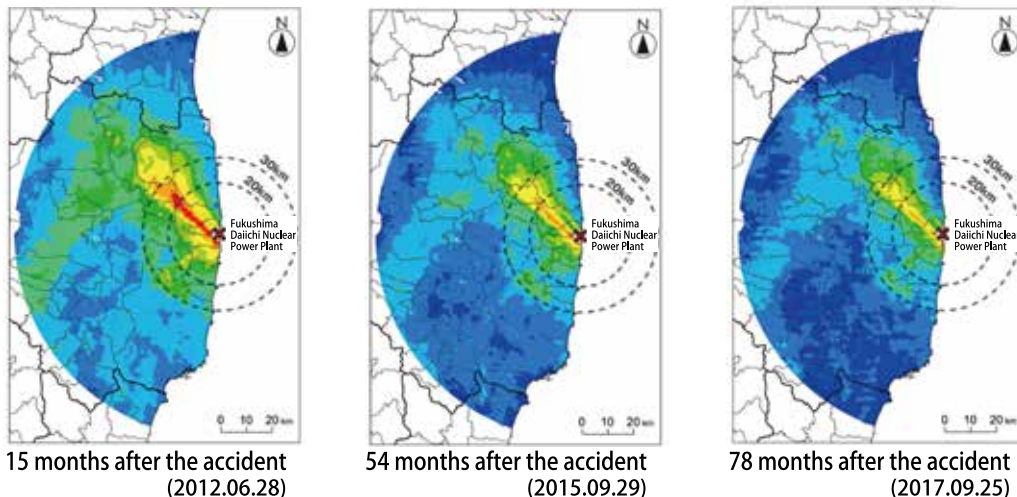 N
30km
20km
Fukushima
Daiichi Nuclear
Power Plant
0 10 20 km
15 months after the accident
(2012.06.28)
N
30km
20km
Fukushima
Daiichi Nuclear
Power Plant
0 10 20 km
54 months after the accident
(2015.09.29)
N
30km
20km
Fukushima
Daiichi Nuclear
Power Plant
0 10 20 km
78 months after the accident
(2017.09.25)